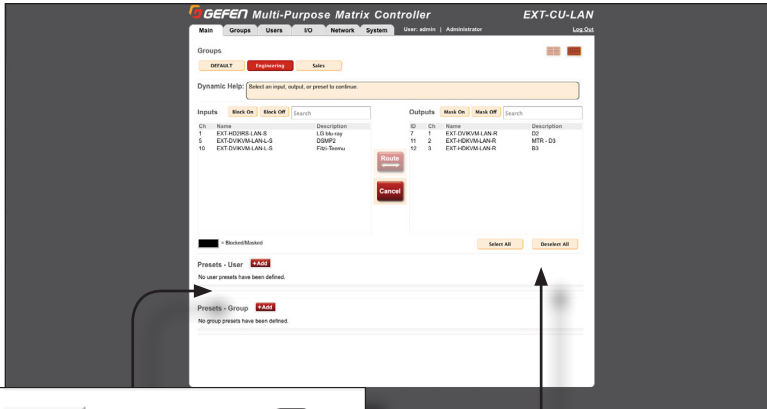 GEFEN Multi-Purpose Matrix Controller EXT-CU-LAN
Main Groups Users I/O Network System User: admin | Administrator Log Out
Groups
DEFAULT Engineering Sales
Dynamic Help: Select an input, output, or preset to continue.
Inputs Block On Block Off Search Outputs Mask On Mask Off Search
Ch Name Description ID Ch Name Description
1 EXT-HD2IRS-LAN-S LG blu-ray 7 1 EXT-DVIKVM-LAN-R D2
5 EXT-DVIKVM-LAN-L-S DSMP2 11 2 EXT-HDKVM-LAN-R MTR - D3
10 EXT-DVIKVM-LAN-L-S Fitzi-Teemu 12 3 EXT-HDKVM-LAN-R B3
Route
Cancel
= Blocked/Masked Select All Deselect All
Presets - User +Add
No user presets have been defined.
Presets - Group +Add
No group presets have been defined.